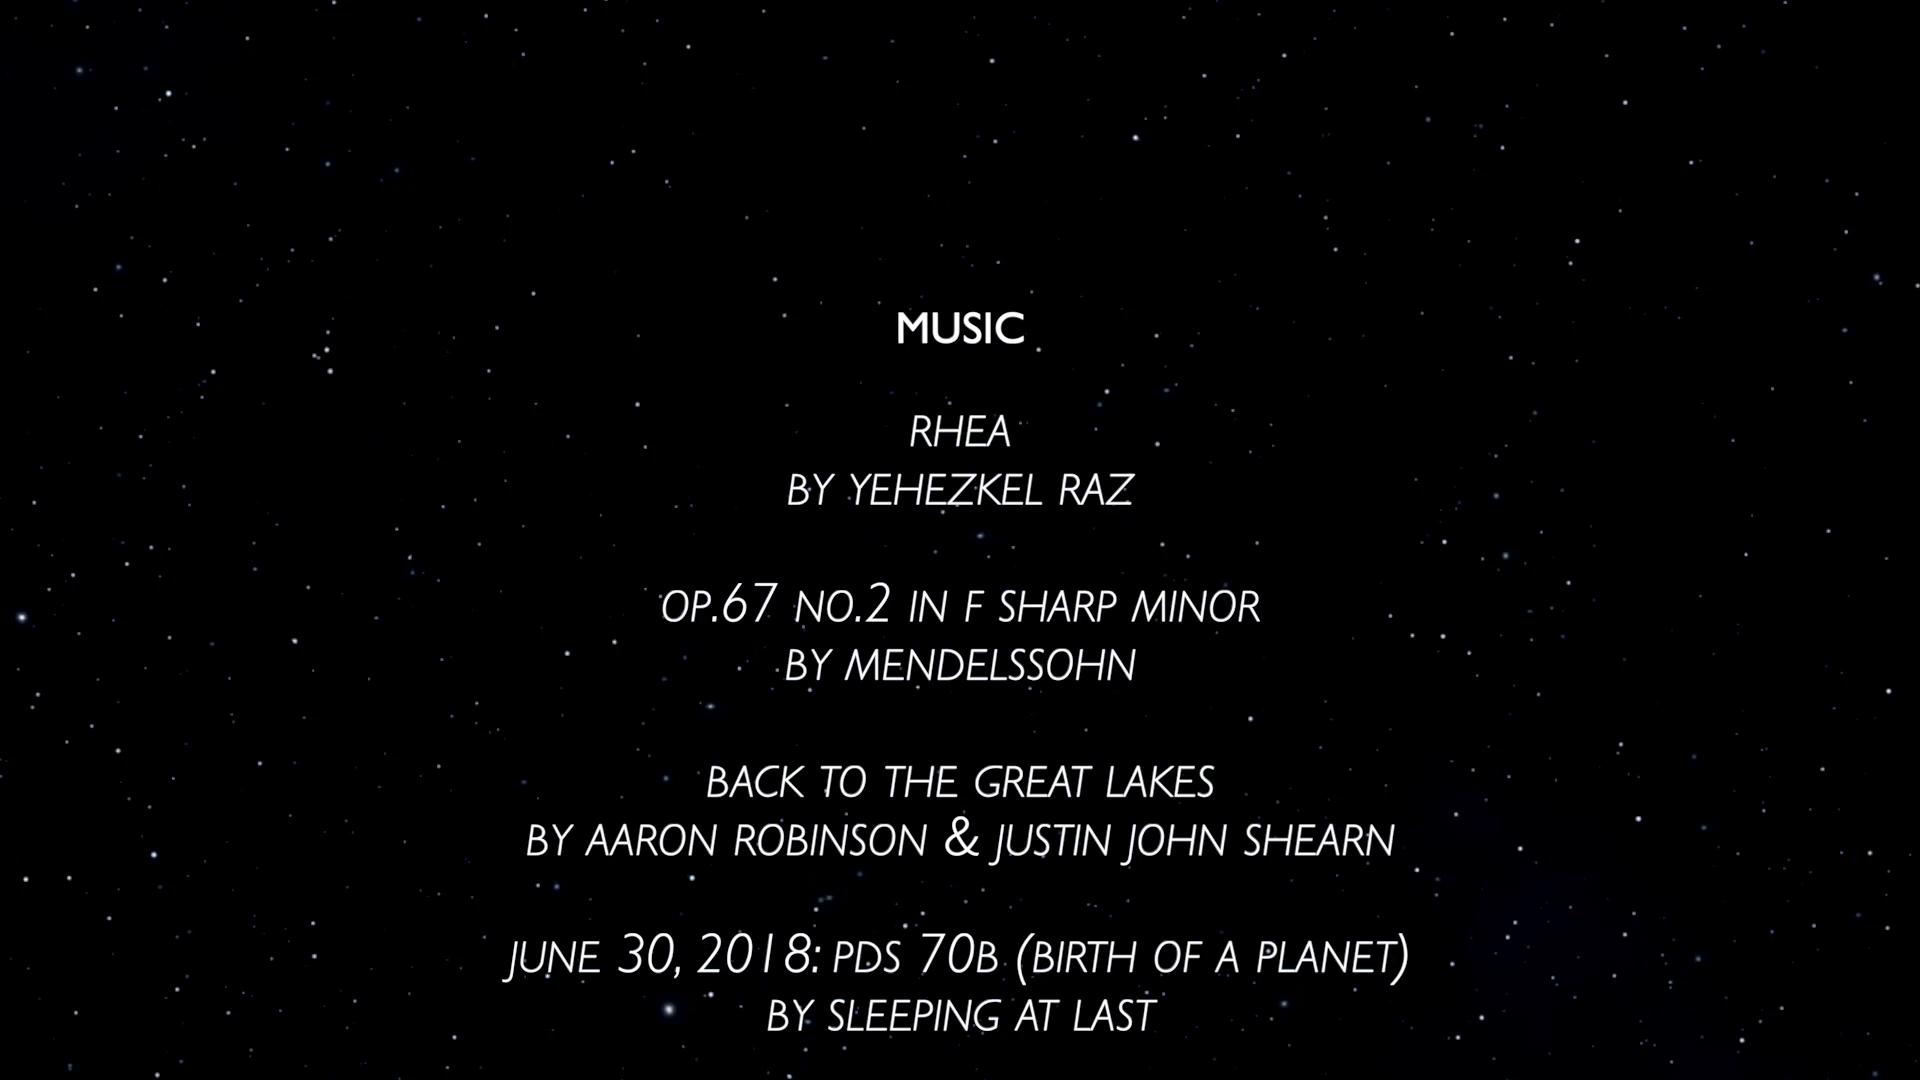 MUSIC
RHEA
BY YEHEZKEL RAZ
OP.67 NO.2 IN F SHARP MINOR
BY MENDELSSOHN
BACK TO THE GREAT LAKES
BY AARON ROBINSON & JUSTIN JOHN SHEARN
JUNE 30, 2018: PDS 70B (BIRTH OF A PLANET)
BY SLEEPING AT LAST